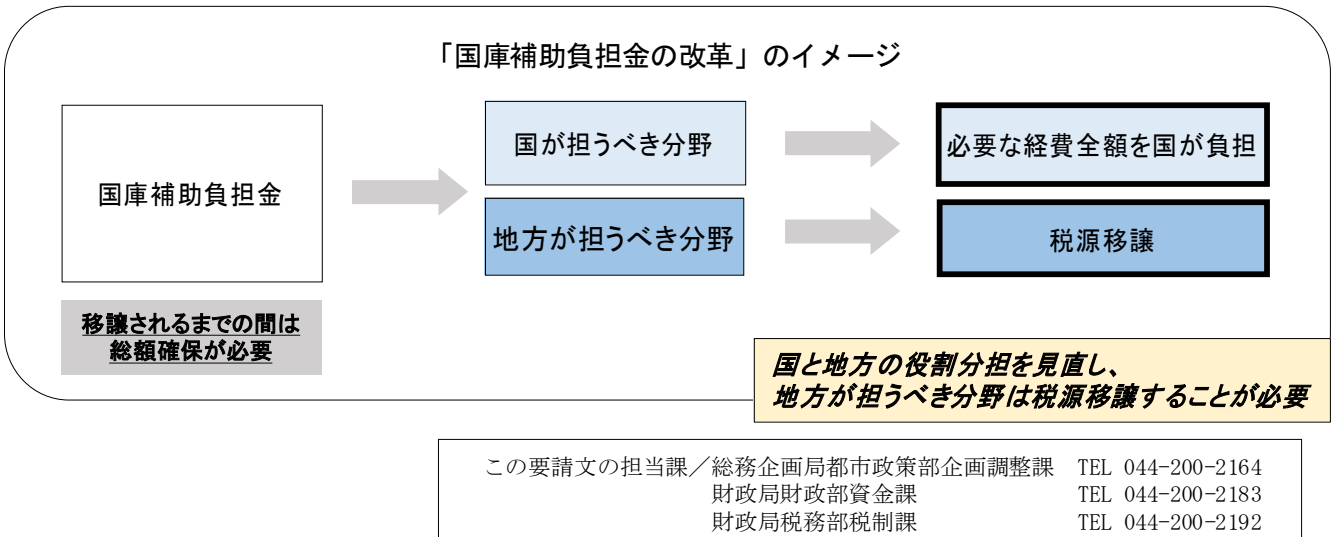 「国庫補助負担金の改革」のイメージ
国庫補助負担金
国が担うべき分野
必要な経費全額を国が負担
地方が担うべき分野
税源移譲
移譲されるまでの間は
総額確保が必要
国と地方の役割分担を見直し、
地方が担うべき分野は税源移譲することが必要
この要請文の担当課／総務企画局都市政策部企画調整課 TEL 044-200-2164
財政局財政部資金課 TEL 044-200-2183
財政局税務部税制課 TEL 044-200-2192